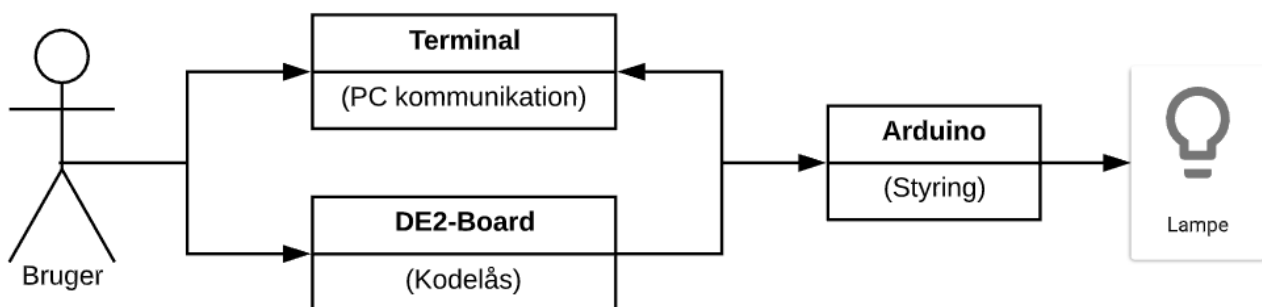 Terminal
(PC kommunikation)
Arduino
(Styring)
Lampe
DE2-Board
(Kodelås)
Bruger